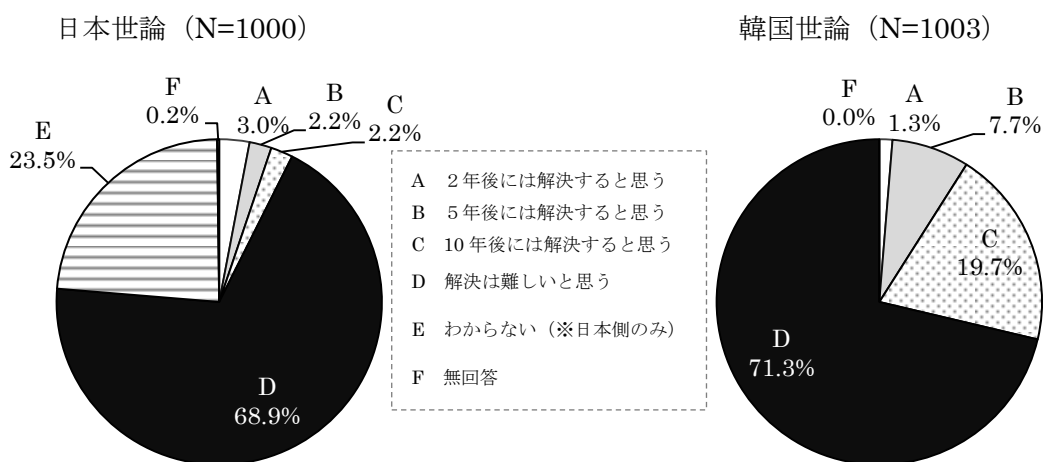 日本世論（N=1000）
F
0.2%
A
3.0%
B
2.2%
C
2.2%
E
23.5%
D
68.9%
A 2年後には解決すると思う
B 5年後には解決すると思う
C 10年後には解決すると思う
D 解決は難しいと思う
E わからない（※日本側のみ）
F 無回答
韓国世論（N=1003）
F
0.0%
A
1.3%
B
7.7%
C
19.7%
D
71.3%